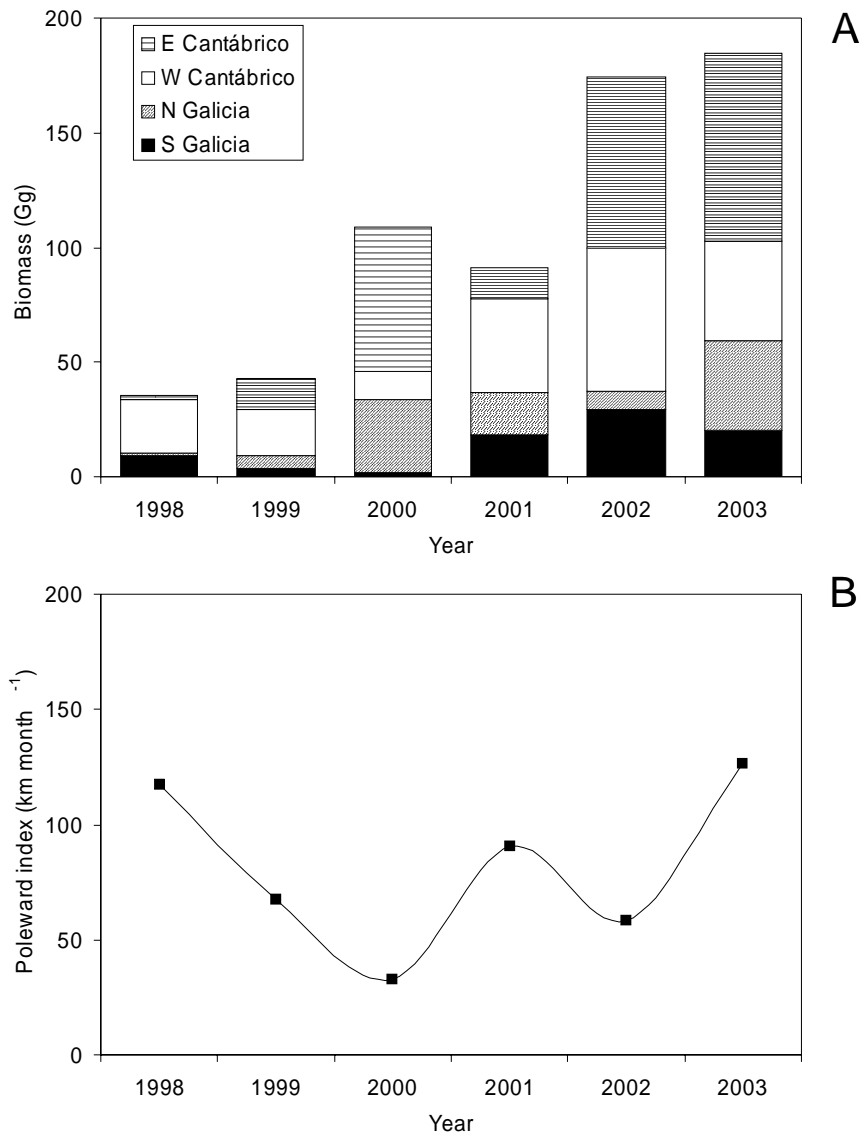 A
200
150
100
50
0
Biomass (Gg)
E Cantábrico
W Cantábrico
N Galicia
S Galicia
1998 1999 2000 2001 2002 2003
Year
B
200
150
100
50
0
Poleward index (km month -1)
1998 1999 2000 2001 2002 2003
Year